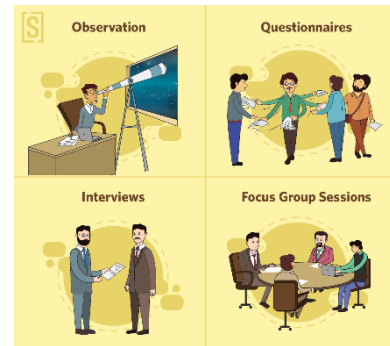 [S]
Observation
Questionnaires
Interviews
Focus Group Sessions